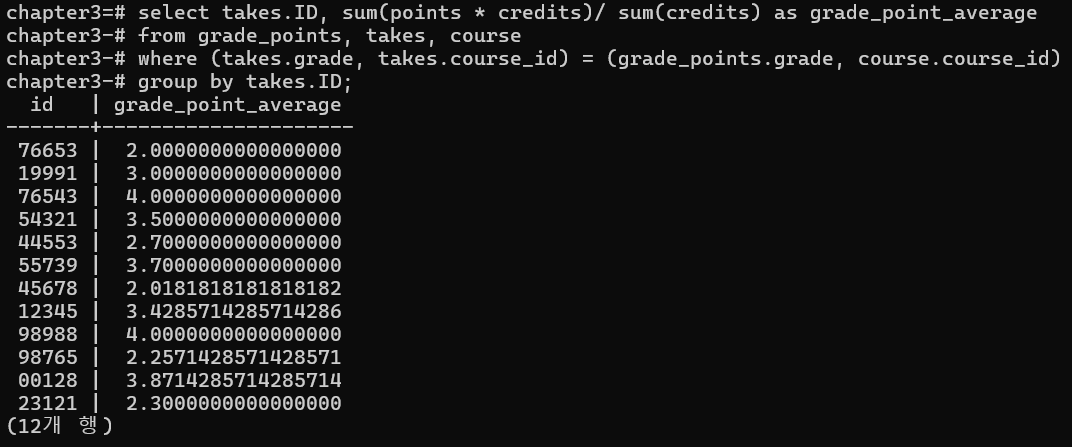 chapter3=# select takes.ID, sum(points * credits)/ sum(credits) as grade_point_average
chapter3-# from grade_points, takes, course
chapter3-# where (takes.grade, takes.course_id) = (grade_points.grade, course.course_id)
chapter3-# group by takes.ID;
  id   | grade_point_average
-------+---------------------
 76653 |  2.0000000000000000
 19991 |  3.0000000000000000
 76543 |  4.0000000000000000
 54321 |  3.5000000000000000
 44553 |  2.7000000000000000
 55739 |  3.7000000000000000
 45678 |  2.0181818181818182
 12345 |  3.4285714285714286
 98988 |  4.0000000000000000
 98765 |  2.2571428571428571
 00128 |  3.8714285714285714
 23121 |  2.3000000000000000
(12개 행)